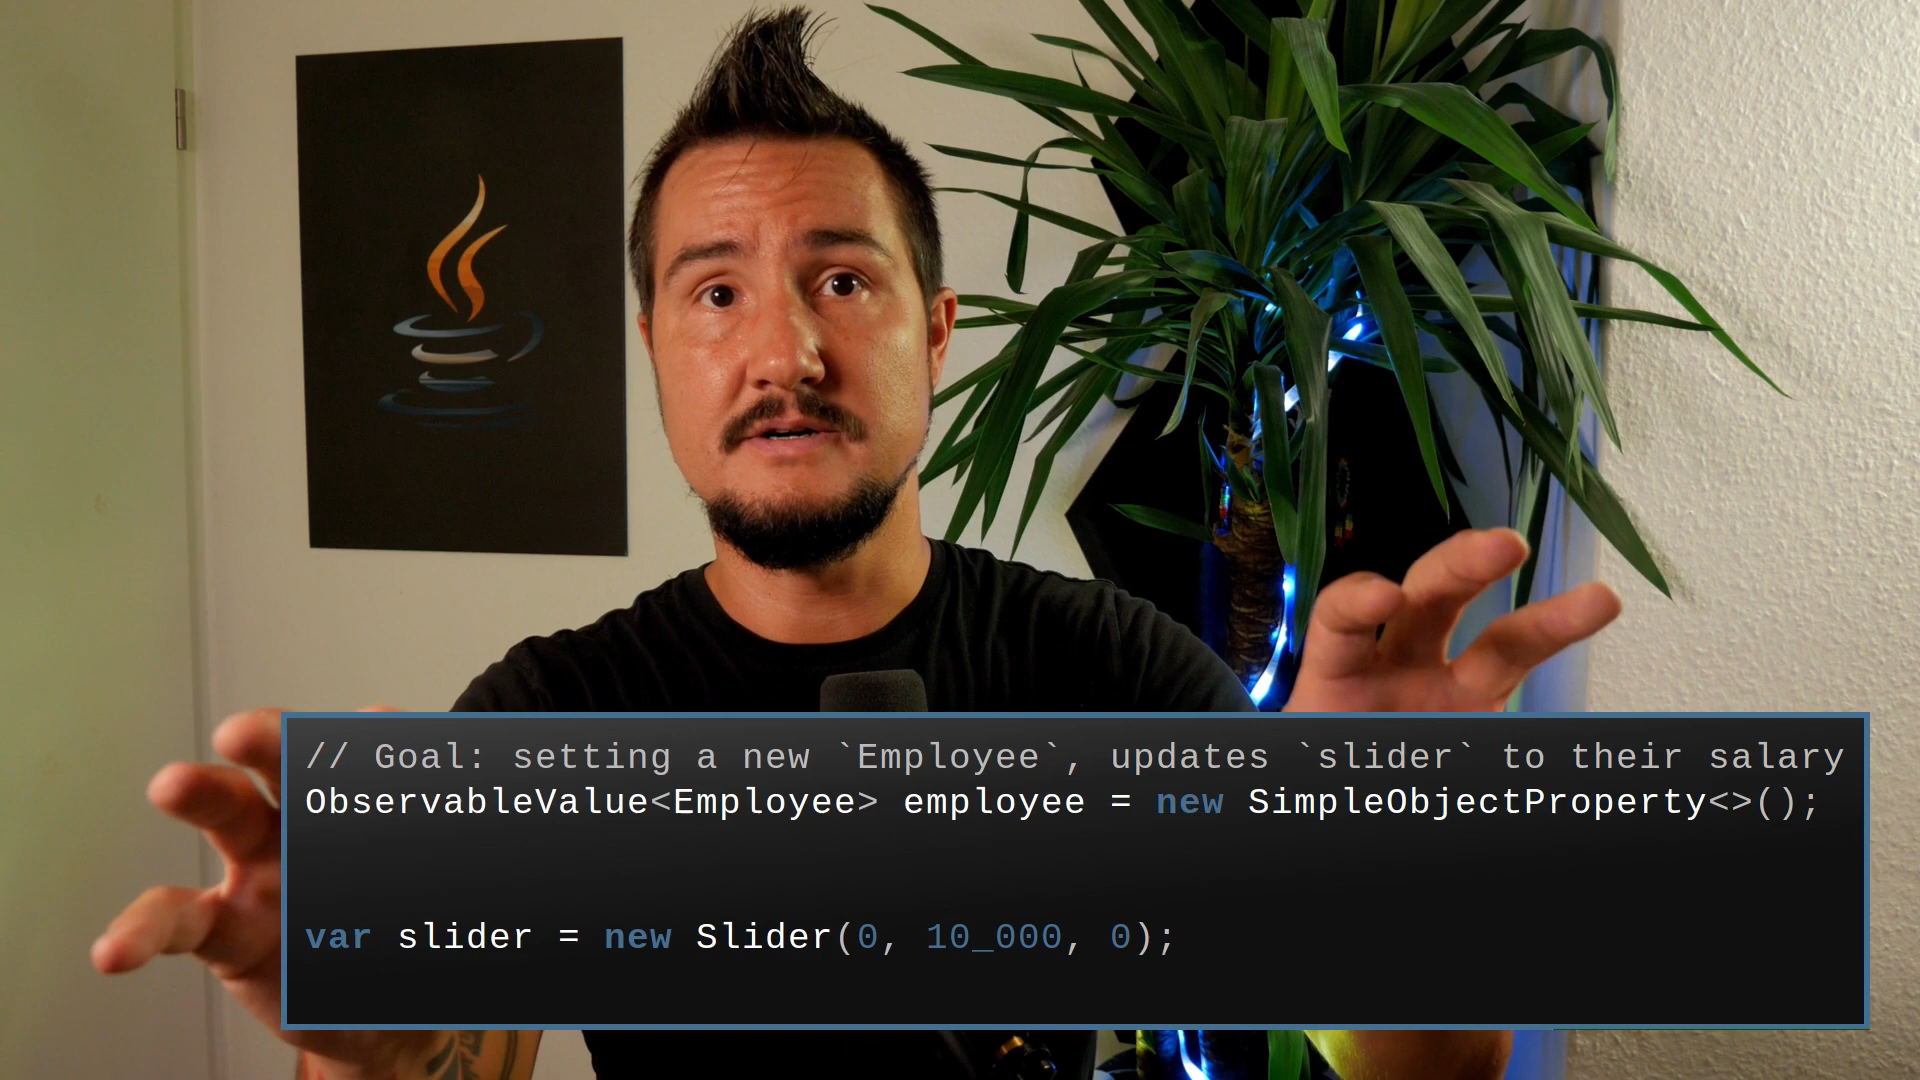 // Goal: setting a new `Employee`, updates `slider` to their salary
ObservableValue<Employee> employee = new SimpleObjectProperty<>();
var slider = new Slider(0, 10_000, 0);